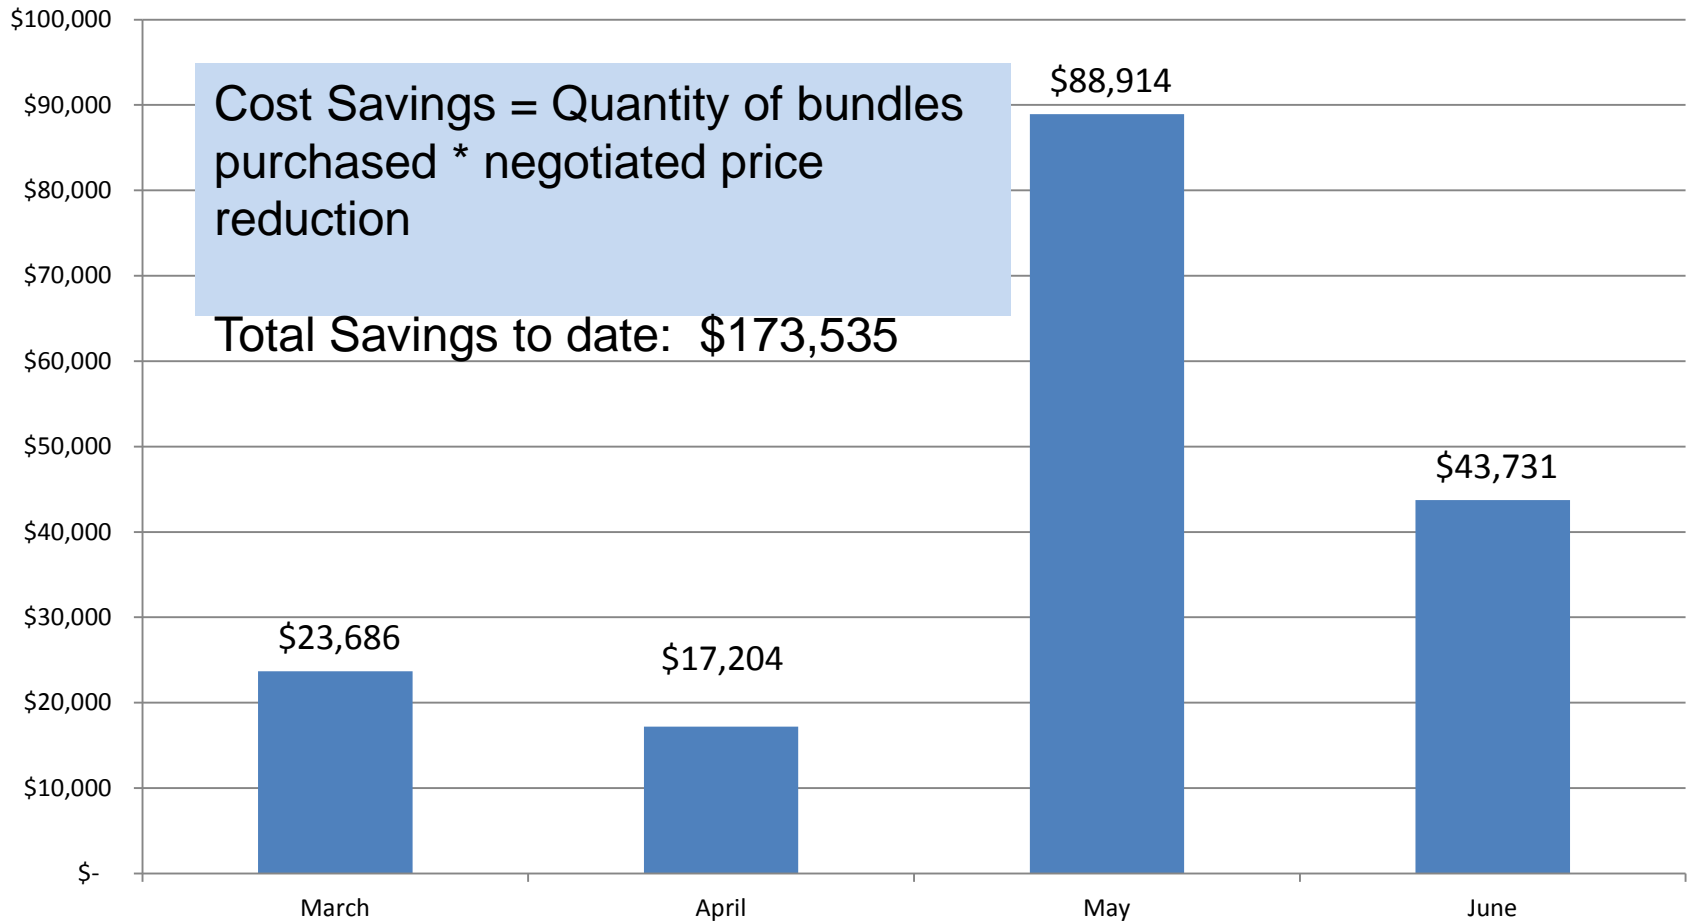 $100,000
$90,000
$80,000
$70,000
$60,000
$50,000
$40,000
$30,000
$20,000
$10,000
$-
Cost Savings = Quantity of bundles
purchased * negotiated price
reduction
Total Savings to date:  $173,535
$23,686
$17,204
$88,914
$43,731
March
April
May
June